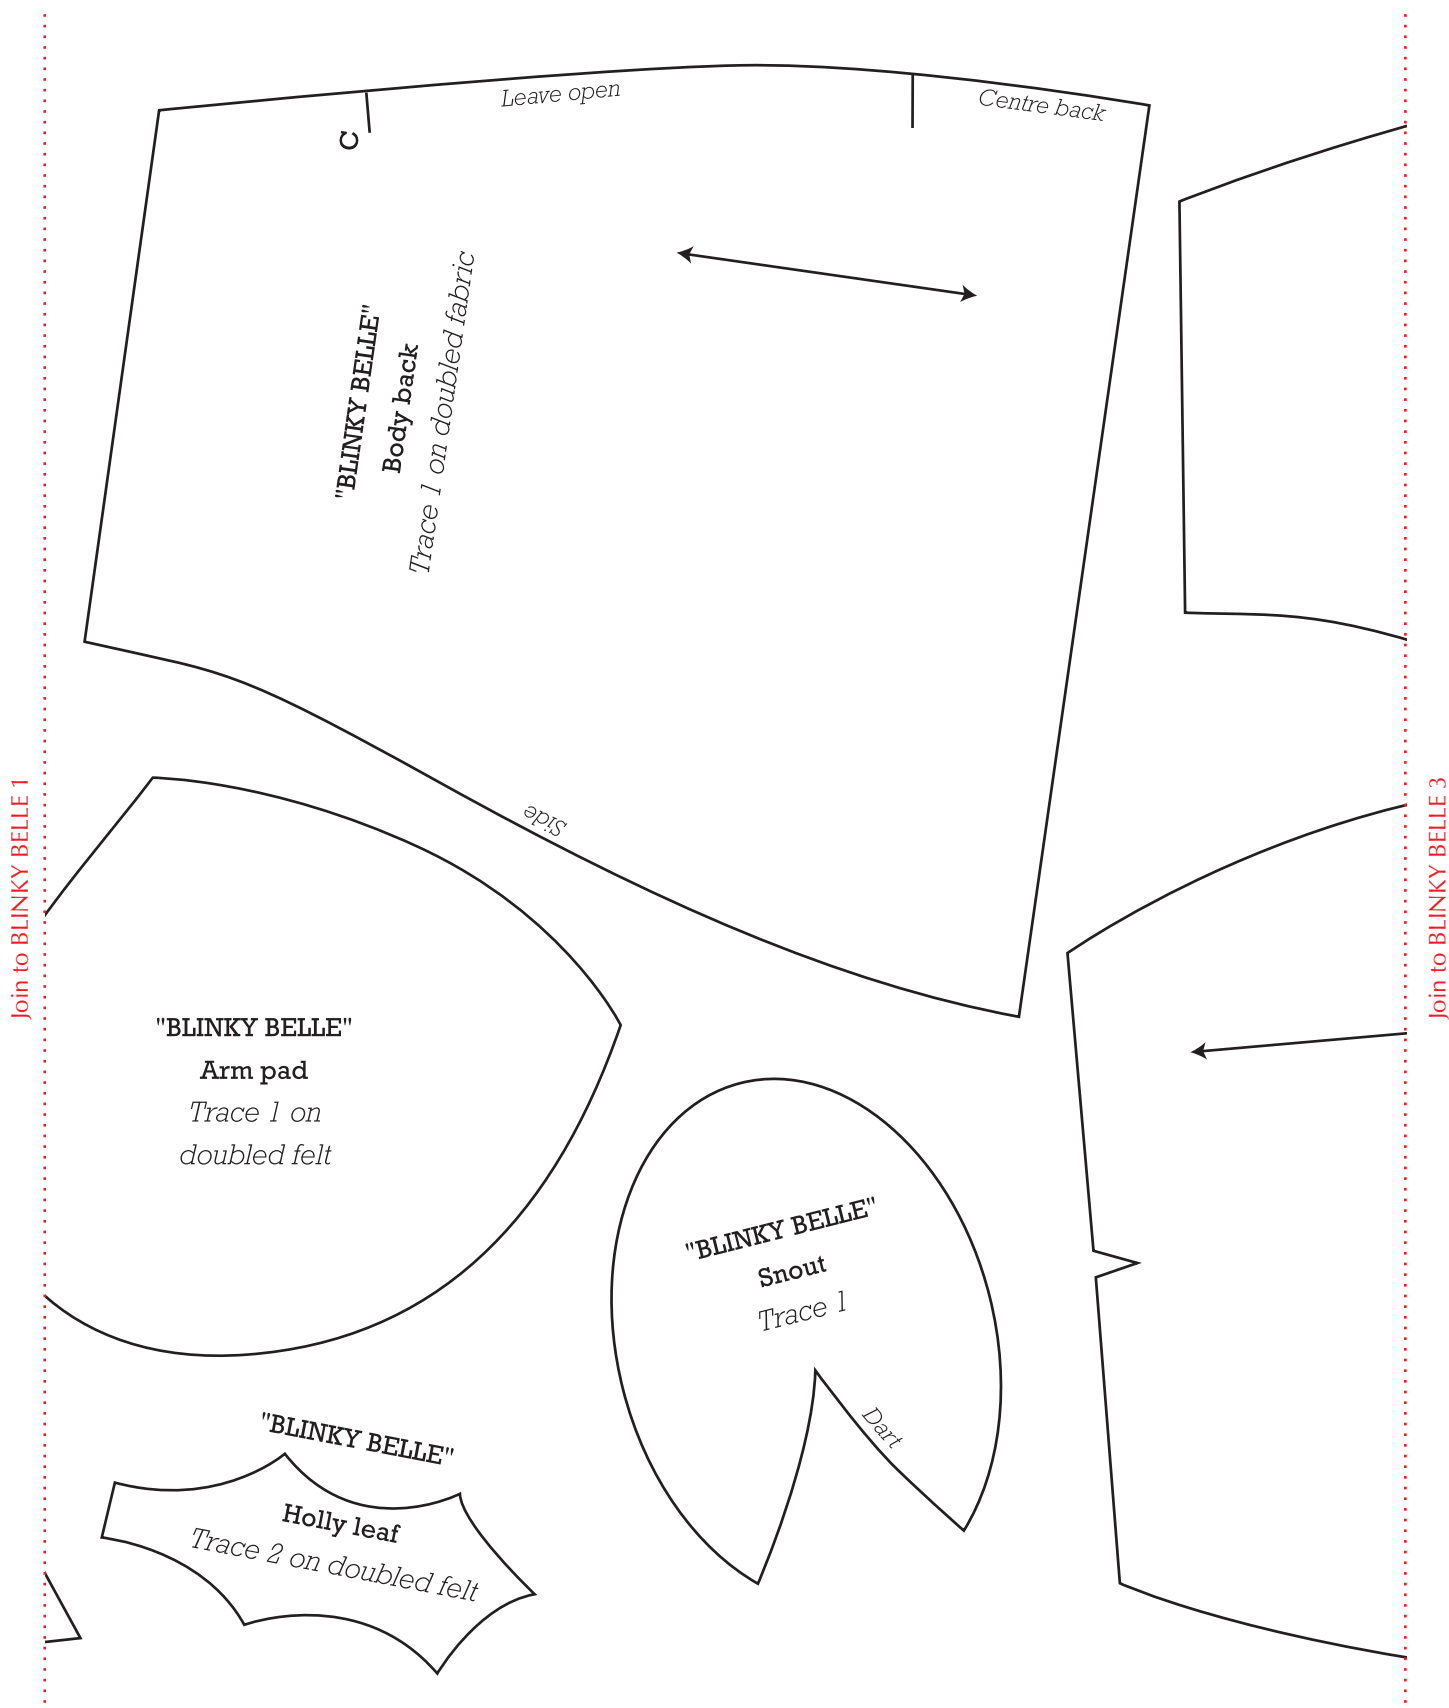 Leave open
Centre back
C
"BLINKY BELLE"
Body back
Trace 1 on doubled fabric
Side
Join to BLINKY BELLE 1
Join to BLINKY BELLE 3
"BLINKY BELLE"
Arm pad
Trace 1 on
doubled felt
"BLINKY BELLE"
Snout
Trace 1
Dart
"BLINKY BELLE"
Holly leaf
Trace 2 on doubled felt